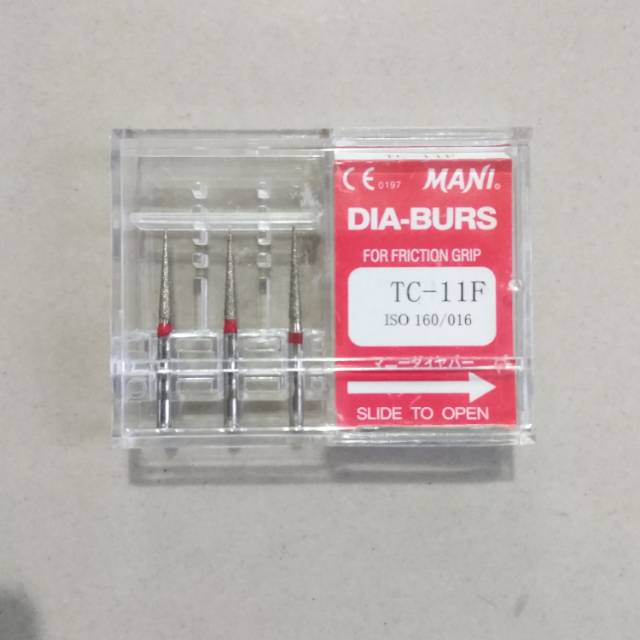 CE 0197 MANI
DIA-BURS
FOR FRICTION GRIP
TC-11F
ISO 160/016
マニーダイヤバー
SLIDE TO OPEN